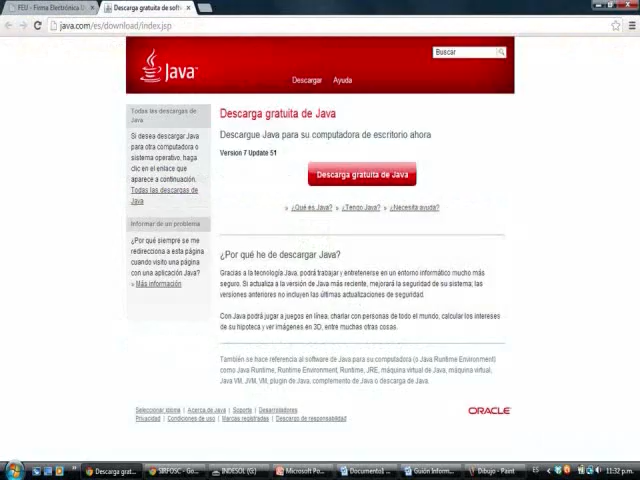 FEU - Firma Electrónica U
Descarga gratuita de softw
java.com/es/download/index.jsp
Java
Buscar
Descargar Ayuda
Todas las descargas de
Java
Si desea descargar Java
para otra computadora o
sistema operativo, haga
clic en el enlace que
aparece a continuación.
Todas las descargas de
Java
Informar de un problema
¿Por qué siempre se me
redirecciona a esta página
cuando visito una página
con una aplicación Java?
» Más información
Descarga gratuita de Java
Descargue Java para su computadora de escritorio ahora
Version 7 Update 51
Descarga gratuita de Java
» ¿Qué es Java? » ¿Tengo Java? » ¿Necesita ayuda?
¿Por qué he de descargar Java?
Gracias a la tecnología Java, podrá trabajar y entretenerse en un entorno informático mucho más
seguro. Si actualiza a la versión de Java más reciente, mejorará la seguridad de su sistema; las
versiones anteriores no incluyen las últimas actualizaciones de seguridad.
Con Java podrá jugar a juegos en línea, charlar con personas de todo el mundo, calcular los intereses
de su hipoteca y ver imágenes en 3D, entre muchas otras cosas.
También se hace referencia al software de Java para su computadora (o Java Runtime Environment)
como Java Runtime, Runtime Environment, Runtime, JRE, máquina virtual de Java, máquina virtual,
Java VM, JVM, VM, plugin de Java, complemento de Java o descarga de Java.
Seleccionar idioma | Acerca de Java | Soporte | Desarrolladores
Privacidad | Condiciones de uso | Marcas registradas | Descargo de responsabilidad
ORACLE
Descarga grat...
SIRFOSC - Go...
INDESOL (G:)
Microsoft Po...
Documento1 ...
Guión Inform...
Dibujo - Paint
ES
11:32 p.m.